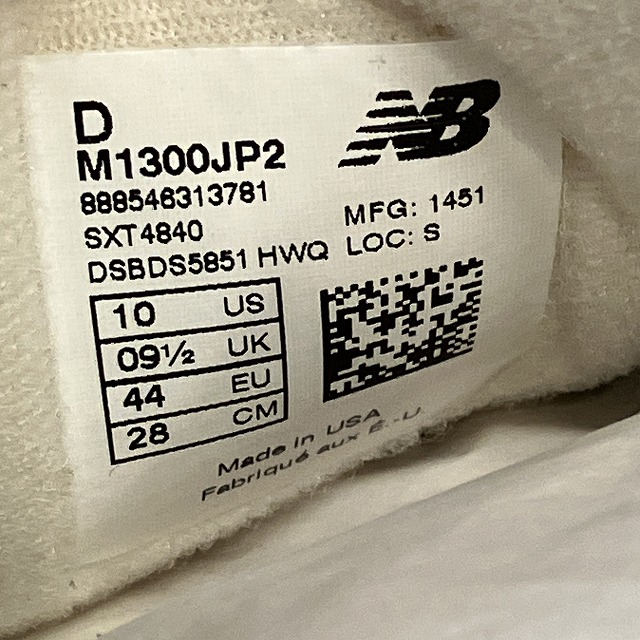 D
NB
M1300JP2
888546313781
MFG: 1451
SXT4840
LOC: S
DSBDS5851 HWQ
10 US
09½ UK
44 EU
28 CM
Made in USA
Fabriqué aux É.-U